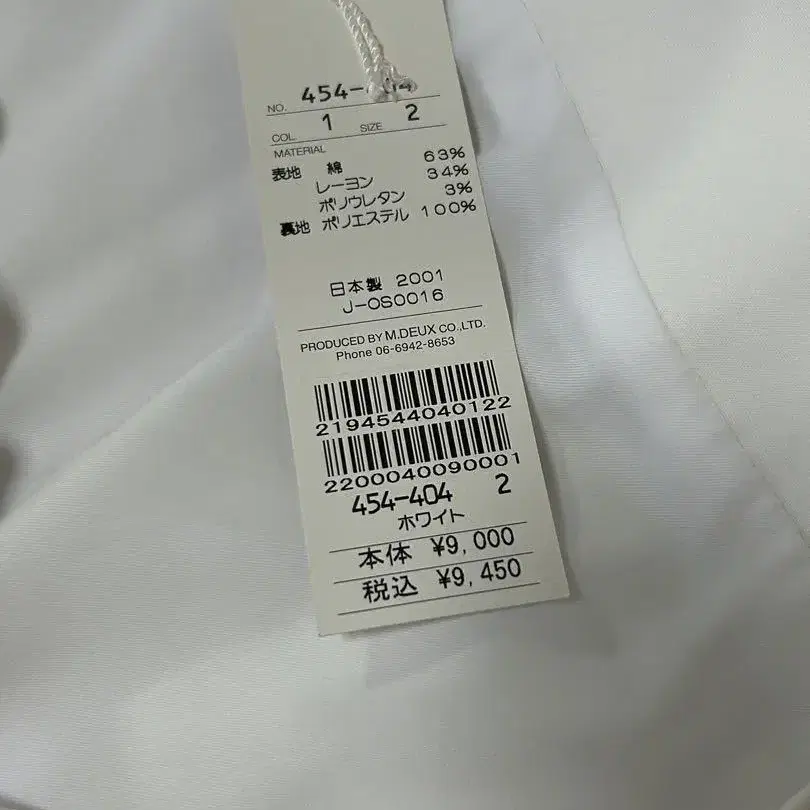 NO. 454-404
COL. 1 SIZE 2
MATERIAL
表地 綿 63%
レーヨン 34%
ポリウレタン 3%
裏地 ポリエステル 100%
日本製 2001
J-OS0016
PRODUCED BY M.DEUX CO.,LTD.
Phone 06-6942-8653
2194544040122
2200040090001
454-404 2
ホワイト
本体 ¥9,000
税込 ¥9,450